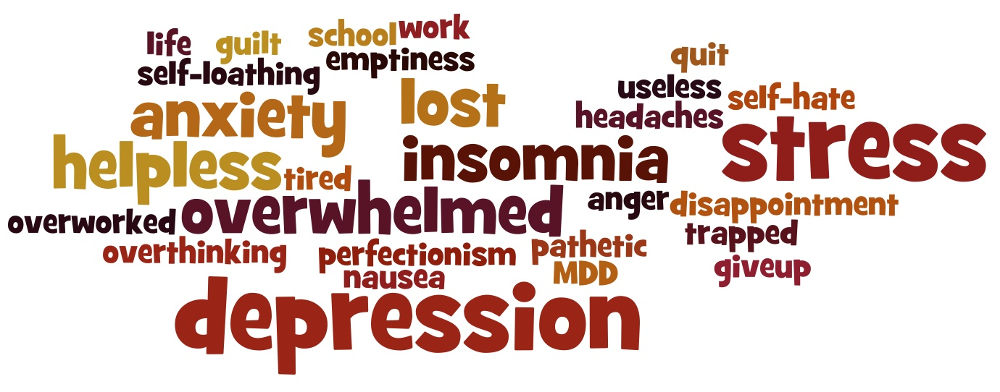 life guilt school work
self-loathing emptiness
quit
useless self-hate
anxiety lost headaches
helpless tired insomnia stress
overworked overwhelmed anger disappointment
overthinking perfectionism pathetic trapped
nausea MDD giveup
depression